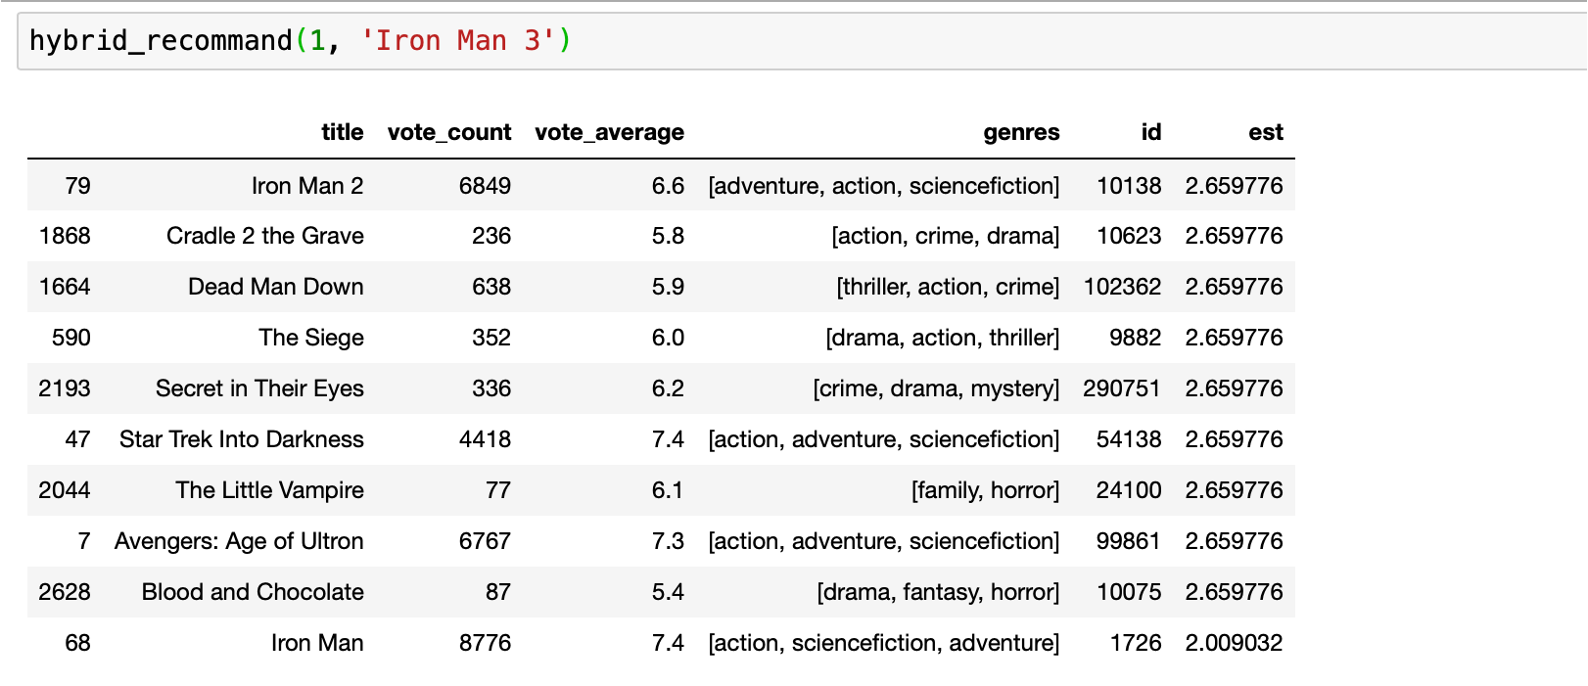 hybrid_recommand(1, 'Iron Man 3')
title vote_count vote_average genres id est
79 Iron Man 2 6849 6.6 [adventure, action, sciencefiction] 10138 2.659776
1868 Cradle 2 the Grave 236 5.8 [action, crime, drama] 10623 2.659776
1664 Dead Man Down 638 5.9 [thriller, action, crime] 102362 2.659776
590 The Siege 352 6.0 [drama, action, thriller] 9882 2.659776
2193 Secret in Their Eyes 336 6.2 [crime, drama, mystery] 290751 2.659776
47 Star Trek Into Darkness 4418 7.4 [action, adventure, sciencefiction] 54138 2.659776
2044 The Little Vampire 77 6.1 [family, horror] 24100 2.659776
7 Avengers: Age of Ultron 6767 7.3 [action, adventure, sciencefiction] 99861 2.659776
2628 Blood and Chocolate 87 5.4 [drama, fantasy, horror] 10075 2.659776
68 Iron Man 8776 7.4 [action, sciencefiction, adventure] 1726 2.009032